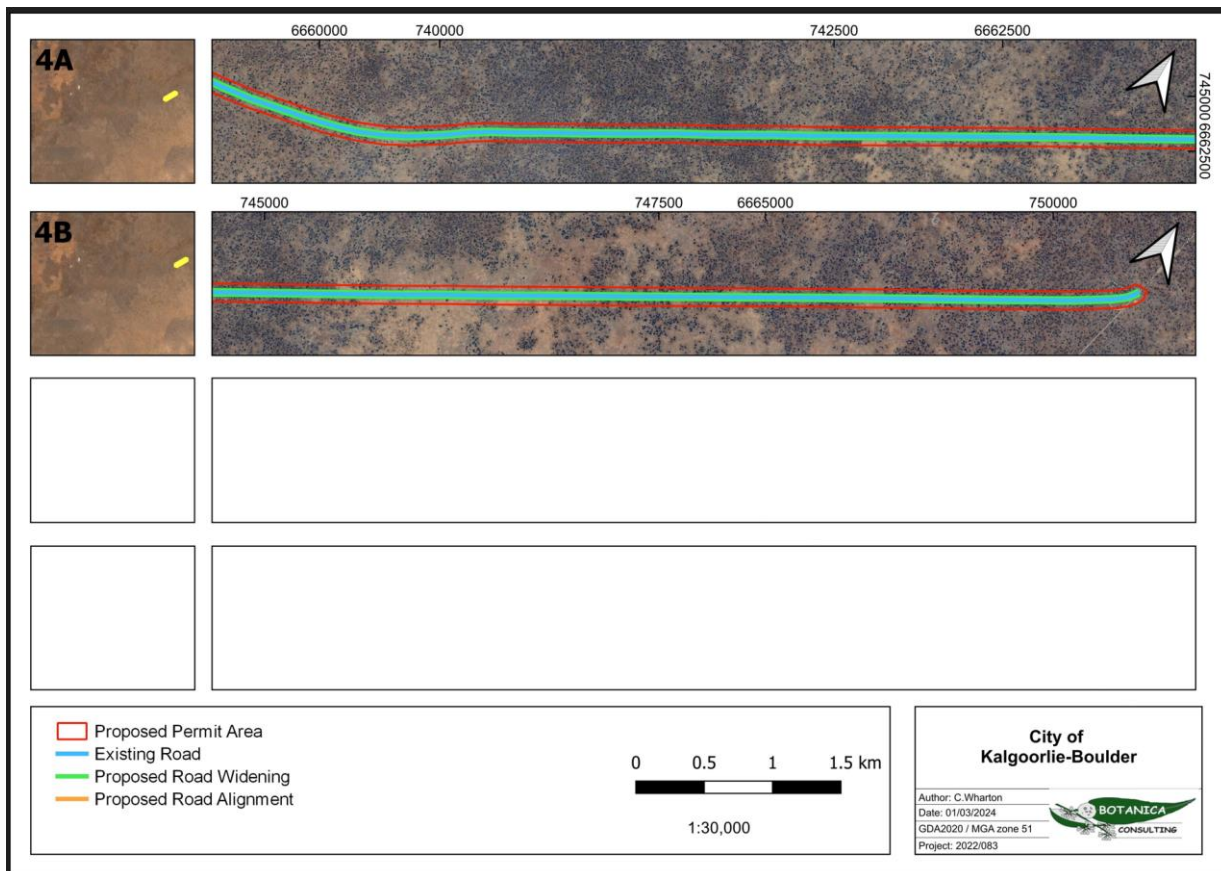 6660000 740000 742500 6662500
4A
745000 6662500
745000 747500 6665000 750000
4B
Proposed Permit Area
Existing Road
Proposed Road Widening
Proposed Road Alignment
0 0.5 1 1.5 km
1:30,000
City of
Kalgoorlie-Boulder
Author: C.Wharton
Date: 01/03/2024
GDA2020 / MGA zone 51
Project: 2022/083
BOTANICA
CONSULTING